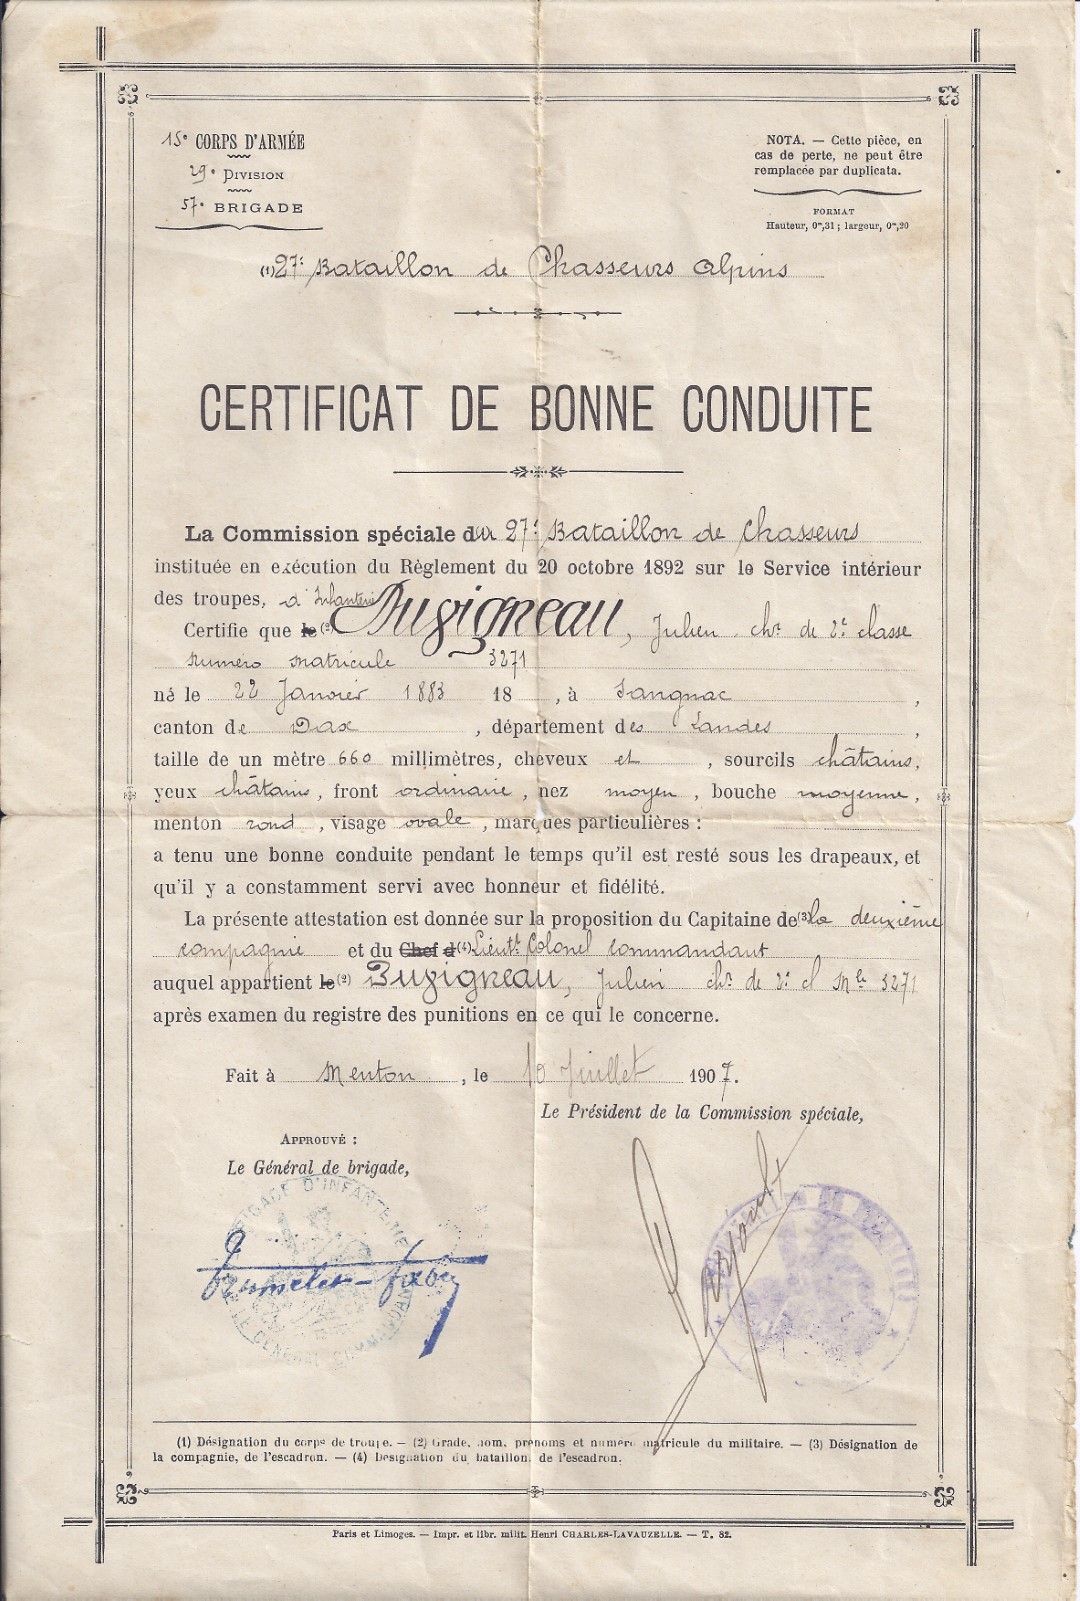 15e CORPS D'ARMÉE
29e DIVISION
57e BRIGADE
NOTA. — Cette pièce, en
cas de perte, ne peut être
remplacée par duplicata.
FORMAT
Hauteur, 0m,31 ; largeur, 0m,20
(1) 27e Bataillon de Chasseurs Alpins
CERTIFICAT DE BONNE CONDUITE
La Commission spéciale du 27e Bataillon de Chasseurs
instituée en exécution du Règlement du 20 octobre 1892 sur le Service intérieur
des troupes, d'Infanterie
Certifie que le (2) Buzigneau, Julien chr de 2e classe
Numéro matricule 3271
né le 22 Janvier 1883 18 , à
canton de Dax , département des Landes ,
taille de un mètre 660 millimètres, cheveux et , sourcils châtains,
yeux châtains, front ordinaire, nez moyen, bouche moyenne,
menton rond, visage ovale, marques particulières :
a tenu une bonne conduite pendant le temps qu'il est resté sous les drapeaux, et
qu'il y a constamment servi avec honneur et fidélité.
La présente attestation est donnée sur la proposition du Capitaine de (3) la deuxième
compagnie et du Chef d (4) Lieutt Colonel commandant
auquel appartient le (2) Buzigneau, Julien chr de 2e cl Mle 3271
après examen du registre des punitions en ce qui le concerne.
Fait à Menton , le 10 Juillet 1907.
Le Président de la Commission spéciale,
APPROUVÉ :
Le Général de brigade,
BRIGADE D'INFANTERIE
LE GÉNÉRAL COMMANDANT
(1) Désignation du corps de troupe. — (2) Grade, nom, prénoms et numéro matricule du militaire. — (3) Désignation de
la compagnie, de l'escadron. — (4) Désignation du bataillon, de l'escadron.
Paris et Limoges. — Impr. et libr. milit. Henri CHARLES-LAVAUZELLE. — T. 82.